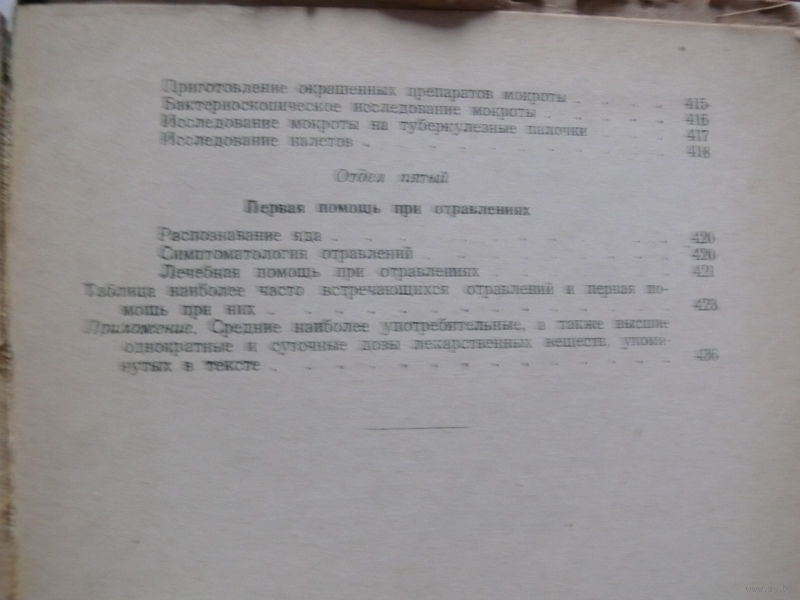 Приготовление окрашенных препаратов мокроты . . . . 415
Бактериоскопическое исследование мокроты . . . . . 416
Исследование мокроты на туберкулезные палочки . . . 417
Исследование налетов . . . . . . . . . . . . 418
Отдел пятый
Первая помощь при отравлениях
Распознавание яда . . . . . . . . . . . . 420
Симптоматология отравлений . . . . . . . . . 420
Лечебная помощь при отравлениях . . . . . . . 421
Таблица наиболее часто встречающихся отравлений и первая по-
мощь при них . . . . . . . . . . . . . . 423
Приложение. Средние наиболее употребительные, а также высшие
однократные и суточные дозы лекарственных веществ, упомя-
нутых в тексте . . . . . . . . . . . . . 436